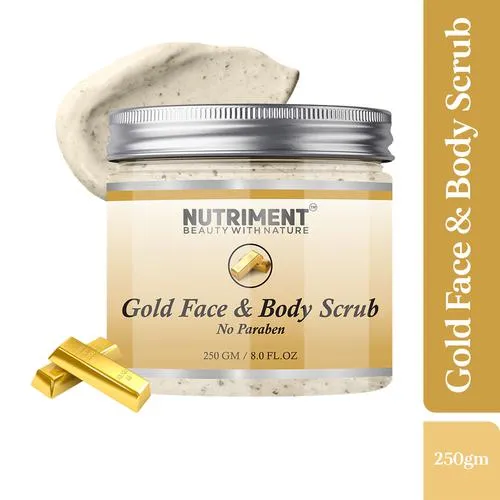 NUTRIMENT™
BEAUTY WITH NATURE
Gold Face & Body Scrub
No Paraben
250 GM / 8.0 FL.OZ
Gold Face & Body Scrub
250gm